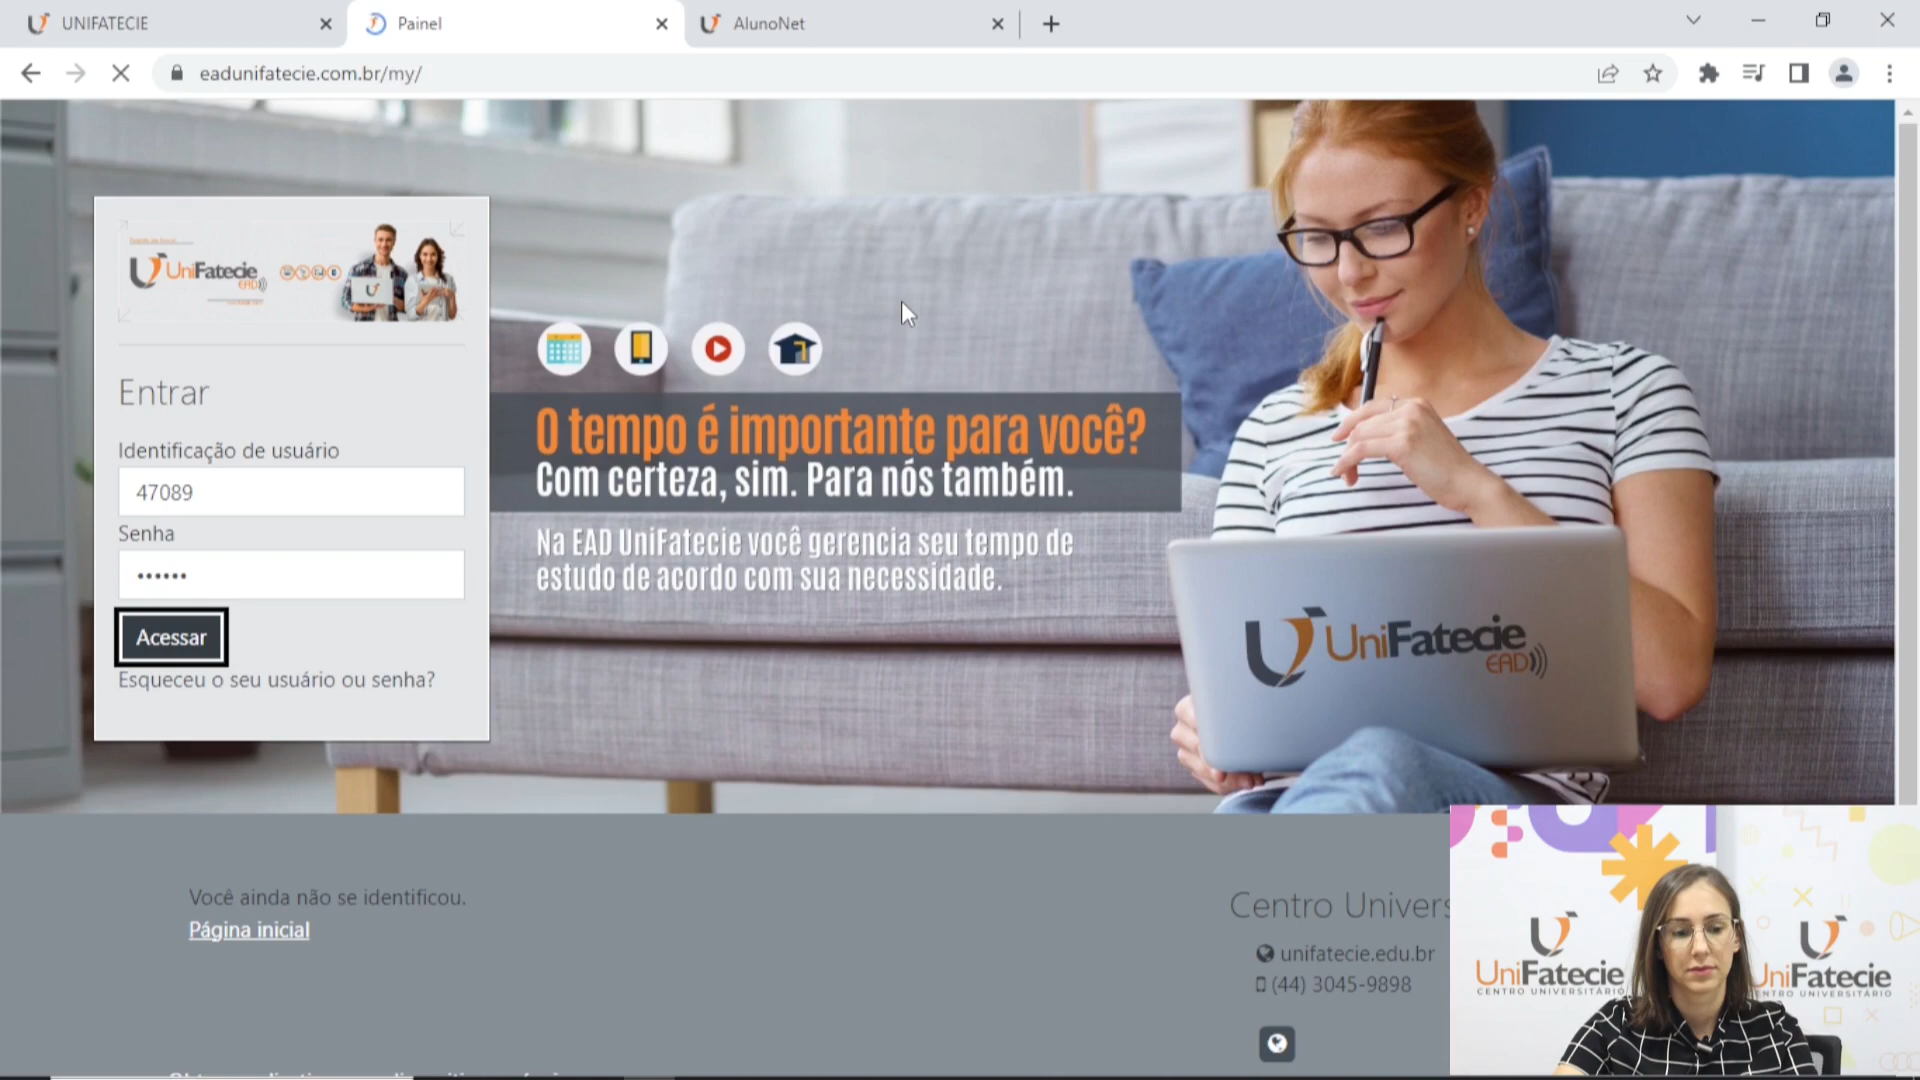 UNIFATECIE
Painel
AlunoNet
eadunifatecie.com.br/my/
UniFatecie
EAD
Entrar
Identificação de usuário
47089
Senha
••••••
Acessar
Esqueceu o seu usuário ou senha?
O tempo é importante para você?
Com certeza, sim. Para nós também.
Na EAD UniFatecie você gerencia seu tempo de
estudo de acordo com sua necessidade.
UniFatecie
EAD
Você ainda não se identificou.
Página inicial
Centro Univers
unifatecie.edu.br
(44) 3045-9898
UniFatecie
CENTRO UNIVERSITÁRIO
UniFatecie
CENTRO UNIVERSITÁRIO